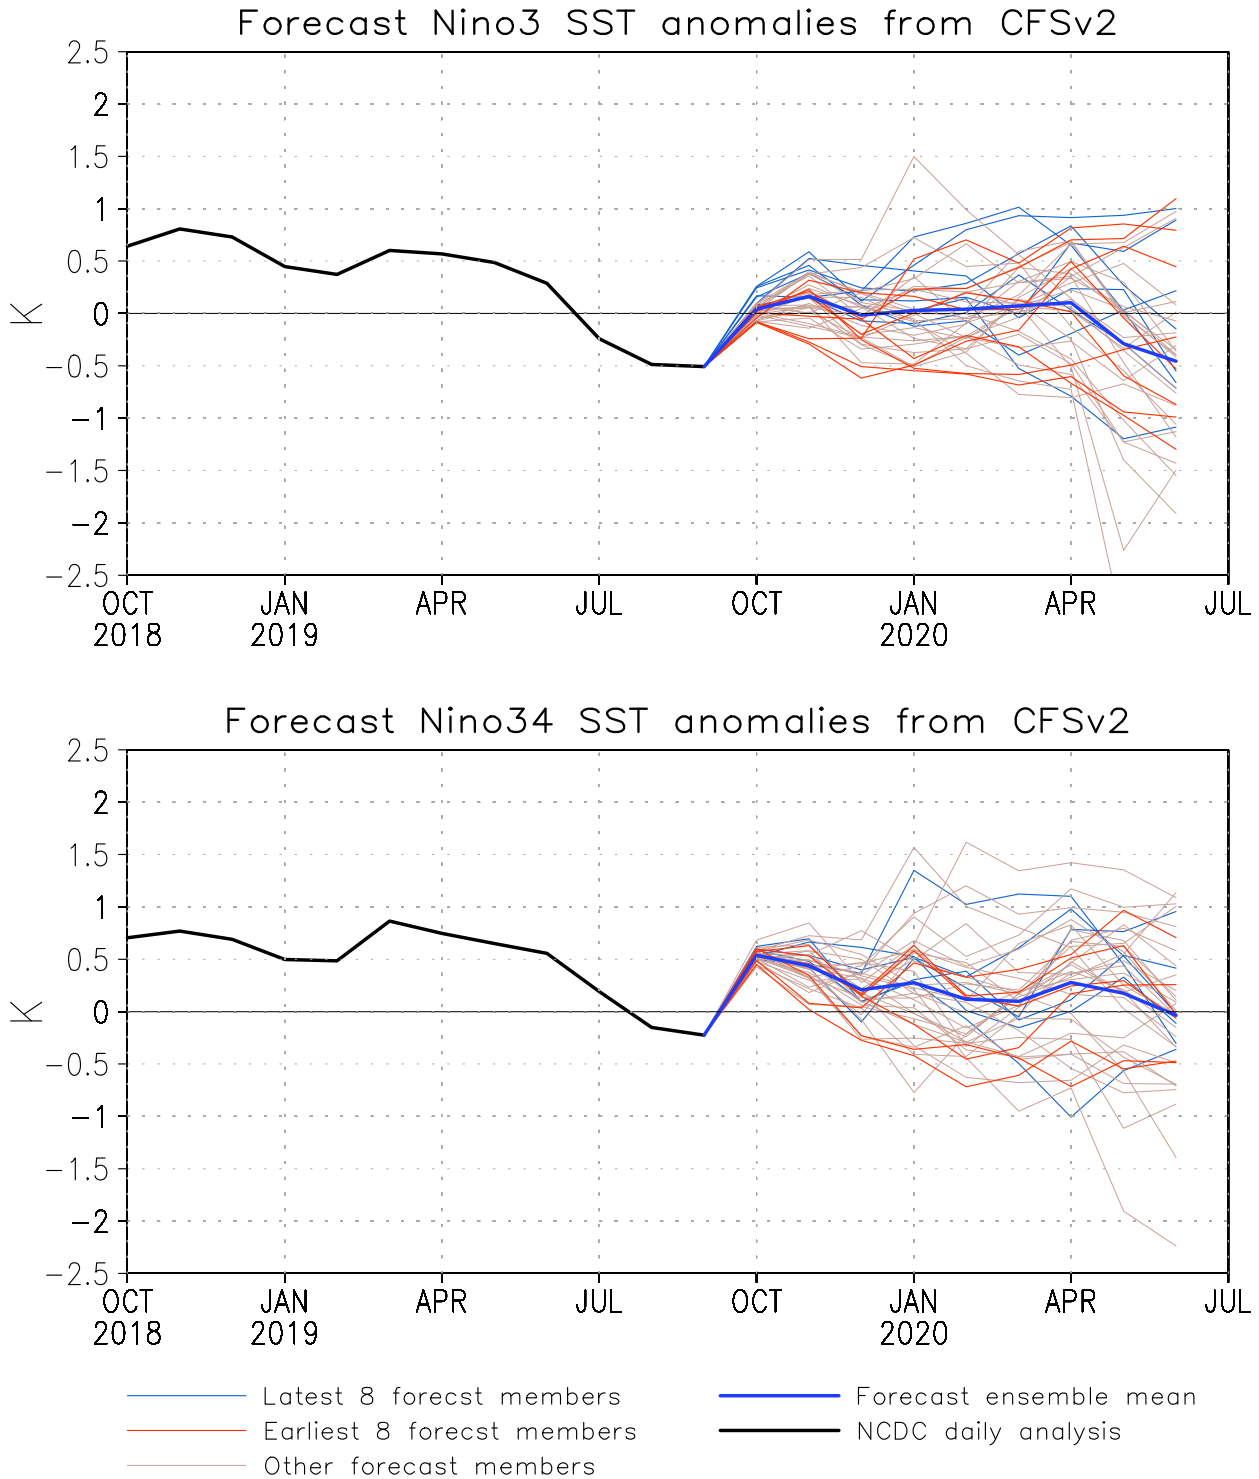 Forecast Nino3 SST anomalies from CFSv2
2.5
2
1.5
1
0.5
0
−0.5
−1
−1.5
−2
−2.5
K
OCT JAN APR JUL OCT JAN APR JUL
2018 2019 2020
Forecast Nino34 SST anomalies from CFSv2
2.5
2
1.5
1
0.5
0
−0.5
−1
−1.5
−2
−2.5
K
OCT JAN APR JUL OCT JAN APR JUL
2018 2019 2020
Latest 8 forecst members Forecast ensemble mean
Earliest 8 forecst members NCDC daily analysis
Other forecast members